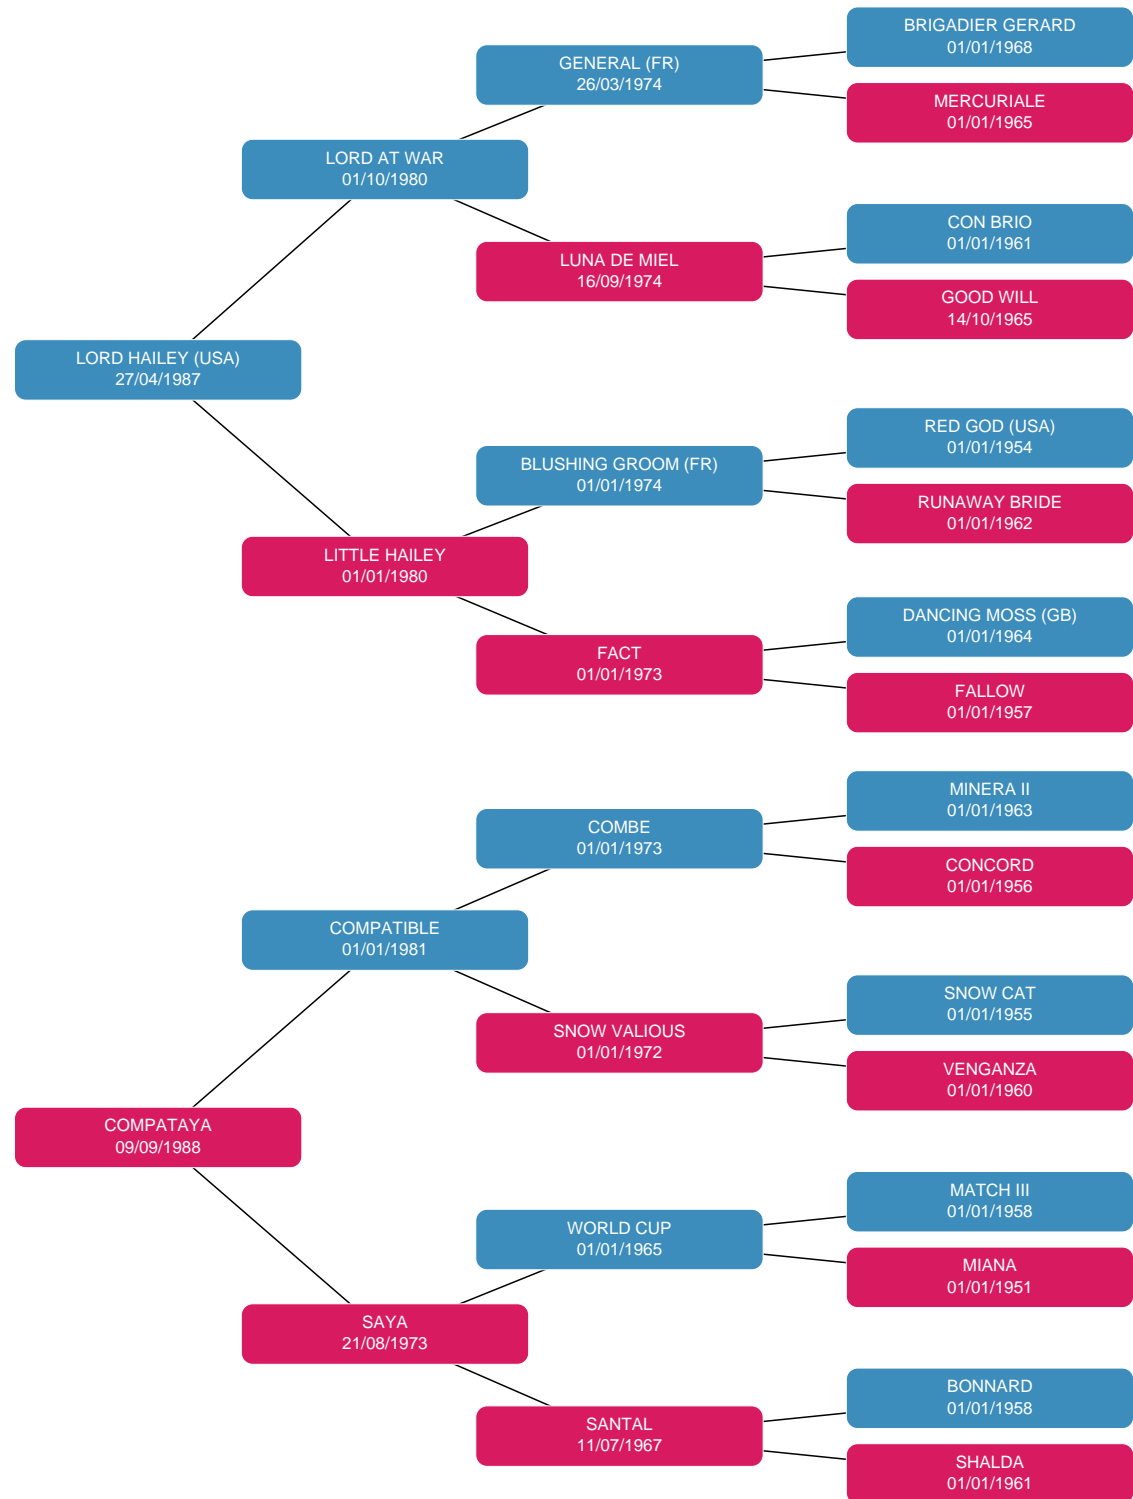 BRIGADIER GERARD
01/01/1968
GENERAL (FR)
26/03/1974
MERCURIALE
01/01/1965
LORD AT WAR
01/10/1980
CON BRIO
01/01/1961
LUNA DE MIEL
16/09/1974
GOOD WILL
14/10/1965
LORD HAILEY (USA)
27/04/1987
RED GOD (USA)
01/01/1954
BLUSHING GROOM (FR)
01/01/1974
RUNAWAY BRIDE
01/01/1962
LITTLE HAILEY
01/01/1980
DANCING MOSS (GB)
01/01/1964
FACT
01/01/1973
FALLOW
01/01/1957
MINERA II
01/01/1963
COMBE
01/01/1973
CONCORD
01/01/1956
COMPATIBLE
01/01/1981
SNOW CAT
01/01/1955
SNOW VALIOUS
01/01/1972
VENGANZA
01/01/1960
COMPATAYA
09/09/1988
MATCH III
01/01/1958
WORLD CUP
01/01/1965
MIANA
01/01/1951
SAYA
21/08/1973
BONNARD
01/01/1958
SANTAL
11/07/1967
SHALDA
01/01/1961